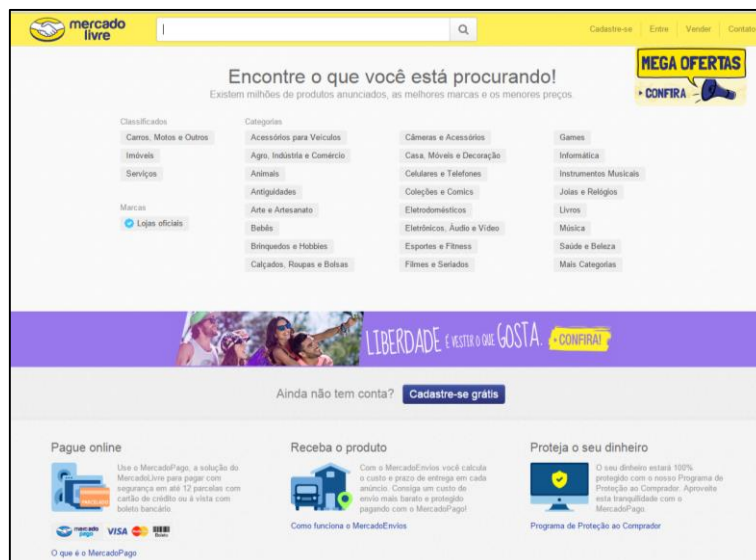 mercado
livre
Cadastre-se
Entre
Vender
Contato
MEGA OFERTAS
CONFIRA
Encontre o que você está procurando!
Existem milhões de produtos anunciados, as melhores marcas e os menores preços.
Classificados
Carros, Motos e Outros
Imóveis
Serviços
Marcas
Lojas oficiais
Categorias
Acessórios para Veículos
Agro, Indústria e Comércio
Animais
Antiguidades
Arte e Artesanato
Bebês
Brinquedos e Hobbies
Calçados, Roupas e Bolsas
Câmeras e Acessórios
Casa, Móveis e Decoração
Celulares e Telefones
Coleções e Comics
Eletrodomésticos
Eletrônicos, Áudio e Vídeo
Esportes e Fitness
Filmes e Seriados
Games
Informática
Instrumentos Musicais
Joias e Relógios
Livros
Música
Saúde e Beleza
Mais Categorias
LIBERDADE É VESTIR O QUE GOSTA.
CONFIRA!
Ainda não tem conta?
Cadastre-se grátis
Pague online
Use o MercadoPago, a solução do
MercadoLivre para pagar com
segurança em até 12 parcelas com
cartão de crédito ou à vista com
boleto bancário.
mercado
pago
VISA
O que é o MercadoPago
Receba o produto
Com o MercadoEnvios você calcula
o custo e prazo de entrega em cada
anúncio. Consiga um custo de
envio mais barato e protegido
pagando com o MercadoPago!
Como funciona o MercadoEnvios
Proteja o seu dinheiro
O seu dinheiro estará 100%
protegido com o nosso Programa de
Proteção ao Comprador. Aproveite
esta tranquilidade com o
MercadoPago.
Programa de Proteção ao Comprador